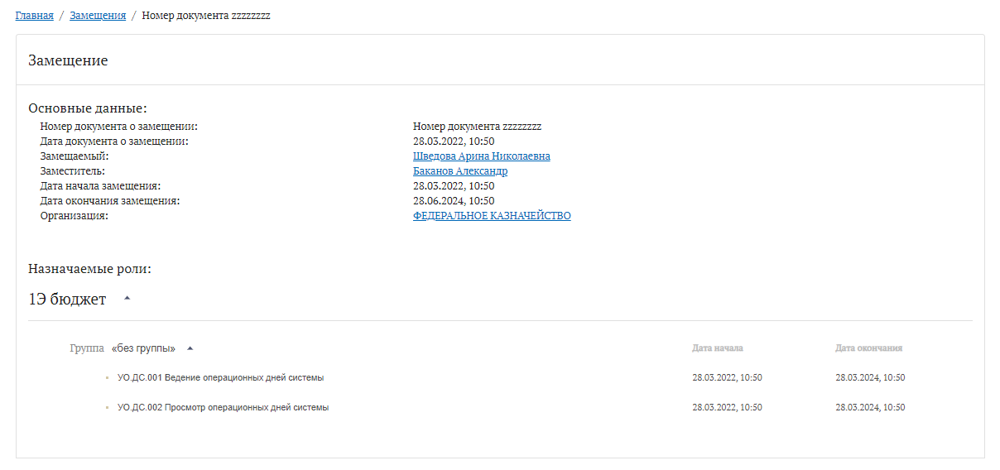 Главная / Замещения / Номер документа zzzzzzzz
Замещение
Основные данные:
Номер документа о замещении: Номер документа zzzzzzzz
Дата документа о замещении: 28.03.2022, 10:50
Замещаемый: Шведова Арина Николаевна
Заместитель: Баканов Александр
Дата начала замещения: 28.03.2022, 10:50
Дата окончания замещения: 28.06.2024, 10:50
Организация: ФЕДЕРАЛЬНОЕ КАЗНАЧЕЙСТВО
Назначаемые роли:
1Э бюджет
Группа «без группы» Дата начала Дата окончания
УО.ДС.001 Ведение операционных дней системы 28.03.2022, 10:50 28.03.2024, 10:50
УО.ДС.002 Просмотр операционных дней системы 28.03.2022, 10:50 28.03.2024, 10:50